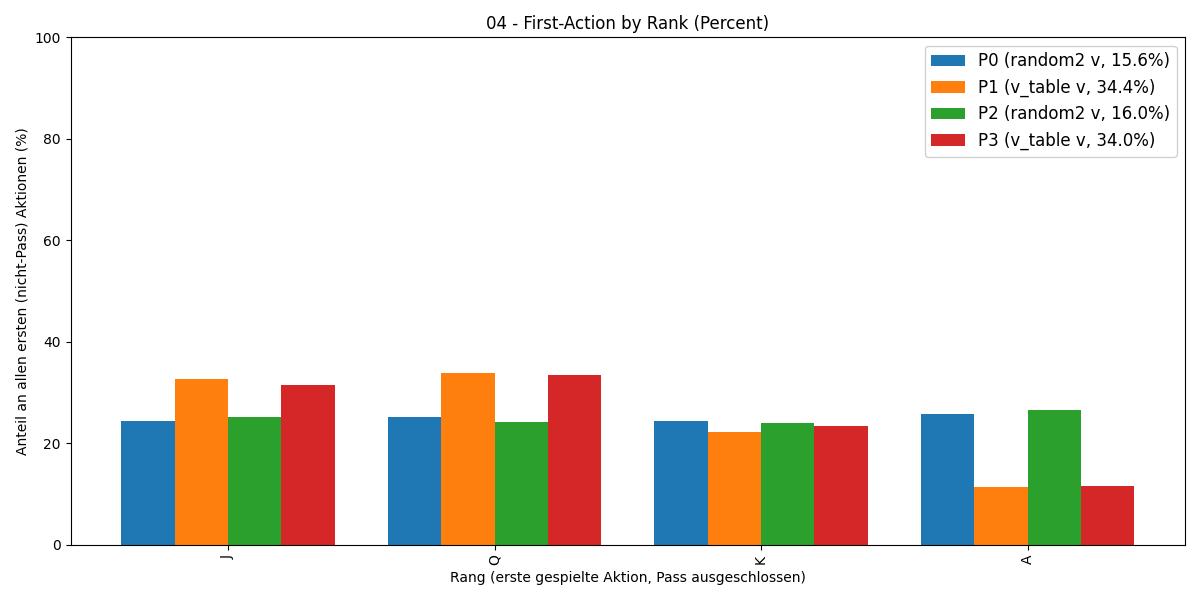 04 - First-Action by Rank (Percent)
Anteil an allen ersten (nicht-Pass) Aktionen (%)
100
80
60
40
20
0
P0 (random2 v, 15.6%)
P1 (v_table v, 34.4%)
P2 (random2 v, 16.0%)
P3 (v_table v, 34.0%)
J
Q
K
A
Rang (erste gespielte Aktion, Pass ausgeschlossen)